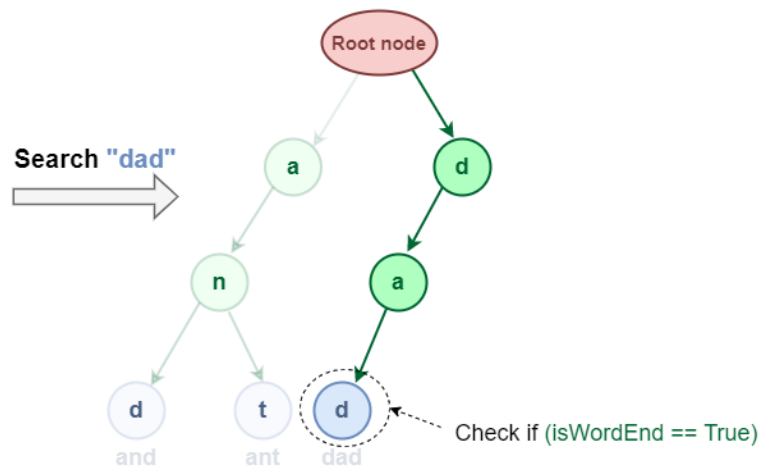 Root node
Search "dad"
a
d
n
a
d
t
d
and
ant
dad
Check if (isWordEnd == True)